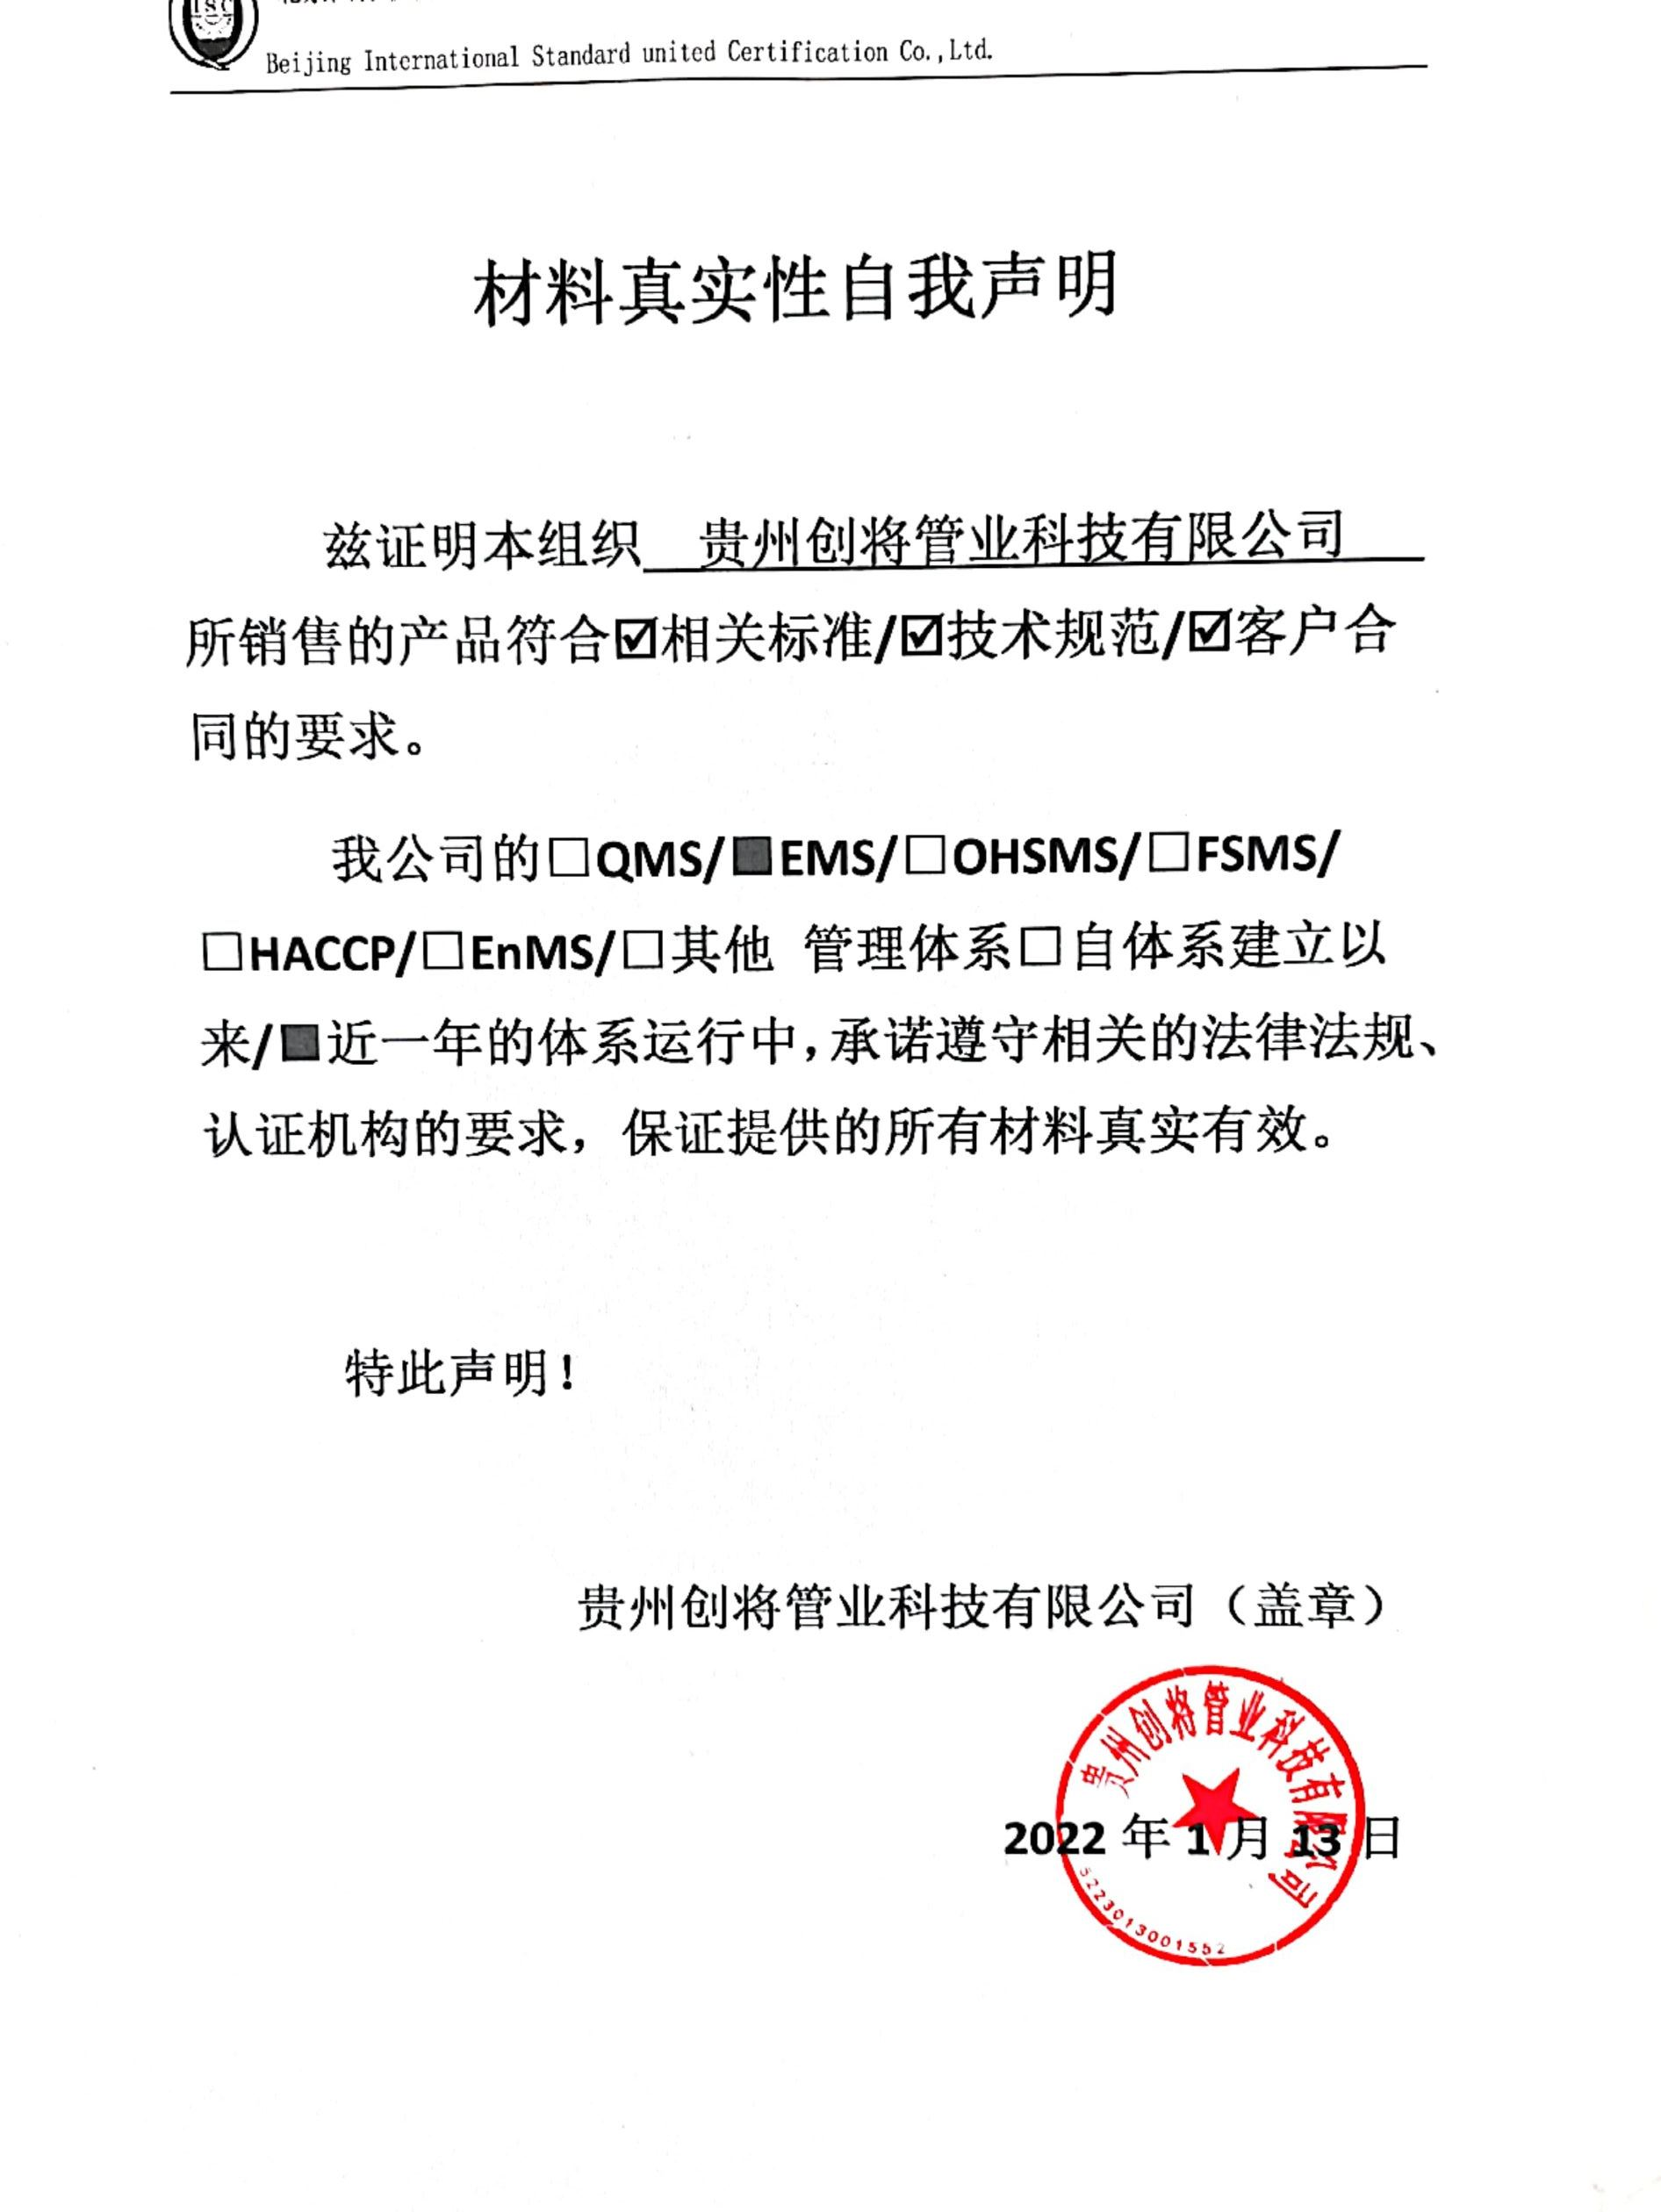 ISC
Beijing International Standard united Certification Co.,Ltd.
材料真实性自我声明
兹证明本组织 贵州创将管业科技有限公司
所销售的产品符合☑相关标准/☑技术规范/☑客户合
同的要求。
我公司的□QMS/■EMS/□OHSMS/□FSMS/
□HACCP/□EnMS/□其他 管理体系□自体系建立以
来/■近一年的体系运行中,承诺遵守相关的法律法规、
认证机构的要求，保证提供的所有材料真实有效。
特此声明！
贵州创将管业科技有限公司（盖章）
贵州创将管业科技有限公司
2022 年 1 月 13 日
5223013001552